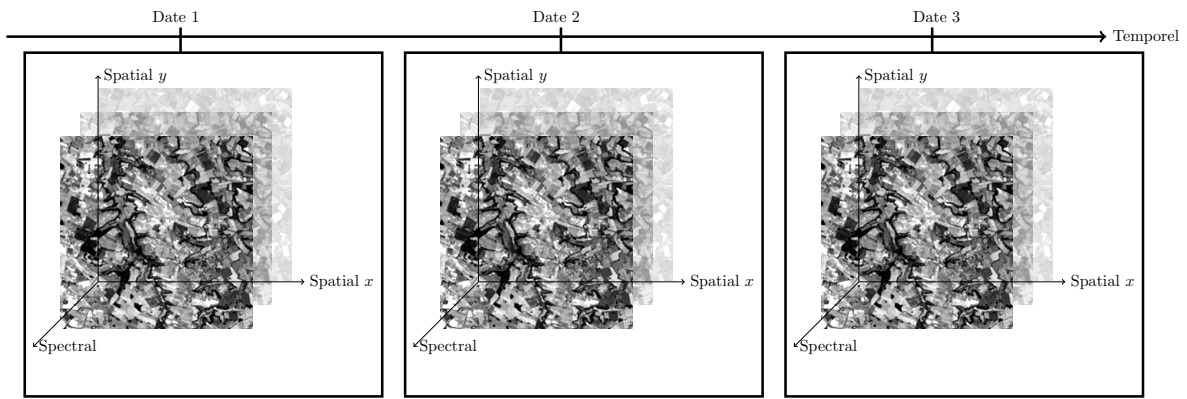 Date 1
Date 2
Date 3
Temporel
Spatial y
Spatial x
Spectral
Spatial y
Spatial x
Spectral
Spatial y
Spatial x
Spectral